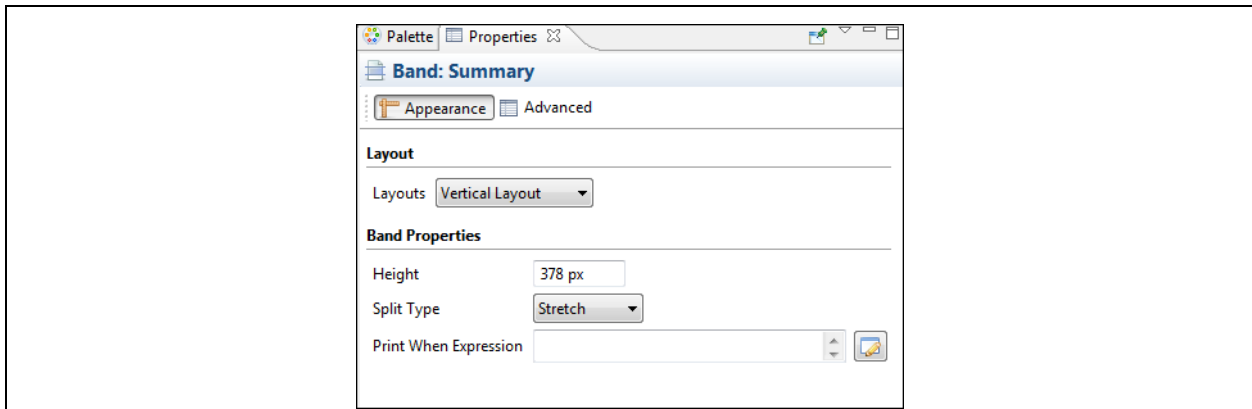 Palette Properties
Band: Summary
Appearance Advanced
Layout
Layouts Vertical Layout
Band Properties
Height 378 px
Split Type Stretch
Print When Expression